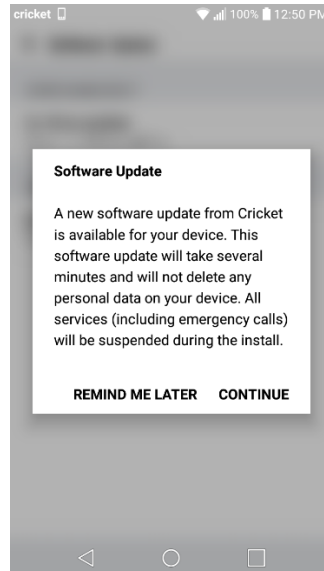 cricket 100% 12:50 PM
Software Update
A new software update from Cricket
is available for your device. This
software update will take several
minutes and will not delete any
personal data on your device. All
services (including emergency calls)
will be suspended during the install.
REMIND ME LATER CONTINUE